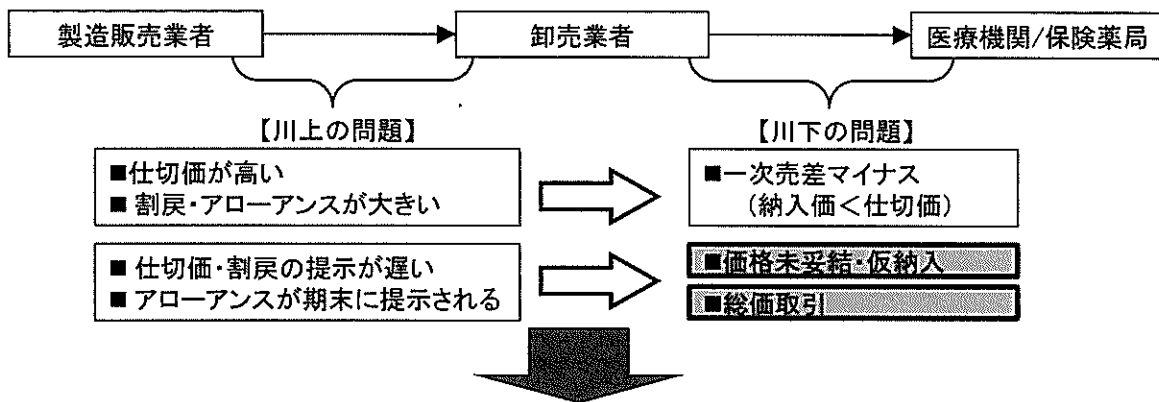 製造販売業者
卸売業者
医療機関/保険薬局
【川上の問題】
【川下の問題】
■仕切価が高い
■ 割戻・アローアンスが大きい
■一次売差マイナス
（納入価＜仕切価）
■ 仕切価・割戻の提示が遅い
■ アローアンスが期末に提示される
■価格未妥結・仮納入
■総価取引